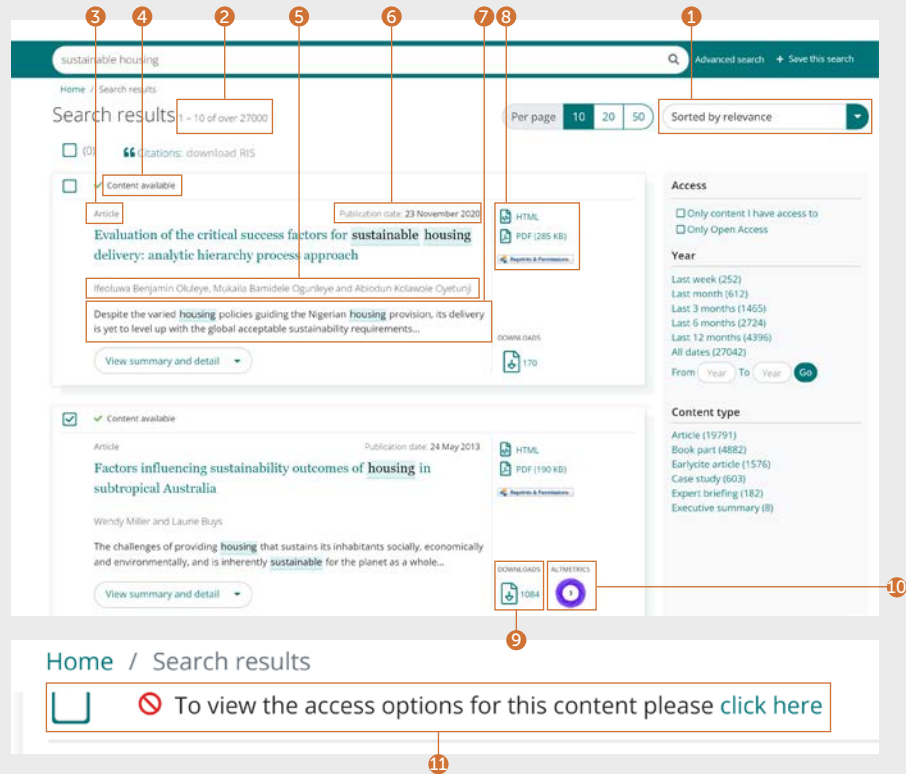 3 4 2 5 6 7 8 1
sustainable housing
Advanced search + Save this search
Home / Search results
Search results 1 – 10 of over 27000
Per page 10 20 50
Sorted by relevance
(0) Citations: download RIS
Content available
Article Publication date: 23 November 2020
Evaluation of the critical success factors for sustainable housing
delivery: analytic hierarchy process approach
Ifeoluwa Benjamin Oluleye, Mukaila Bamidele Ogunleye and Abiodun Kolawole Oyetunji
Despite the varied housing policies guiding the Nigerian housing provision, its delivery
is yet to level up with the global acceptable sustainability requirements...
View summary and detail
HTML
PDF (285 KB)
Reprints & Permissions
DOWNLOADS
170
Content available
Article Publication date: 24 May 2013
Factors influencing sustainability outcomes of housing in
subtropical Australia
Wendy Miller and Laurie Buys
The challenges of providing housing that sustains its inhabitants socially, economically
and environmentally, and is inherently sustainable for the planet as a whole...
View summary and detail
HTML
PDF (190 KB)
Reprints & Permissions
DOWNLOADS ALTMETRICS
1084 3
Access
Only content I have access to
Only Open Access
Year
Last week (252)
Last month (612)
Last 3 months (1465)
Last 6 months (2724)
Last 12 months (4396)
All dates (27042)
From Year To Year Go
Content type
Article (19791)
Book part (4882)
Earlycite article (1576)
Case study (603)
Expert briefing (182)
Executive summary (8)
10
9
Home / Search results
To view the access options for this content please click here
11